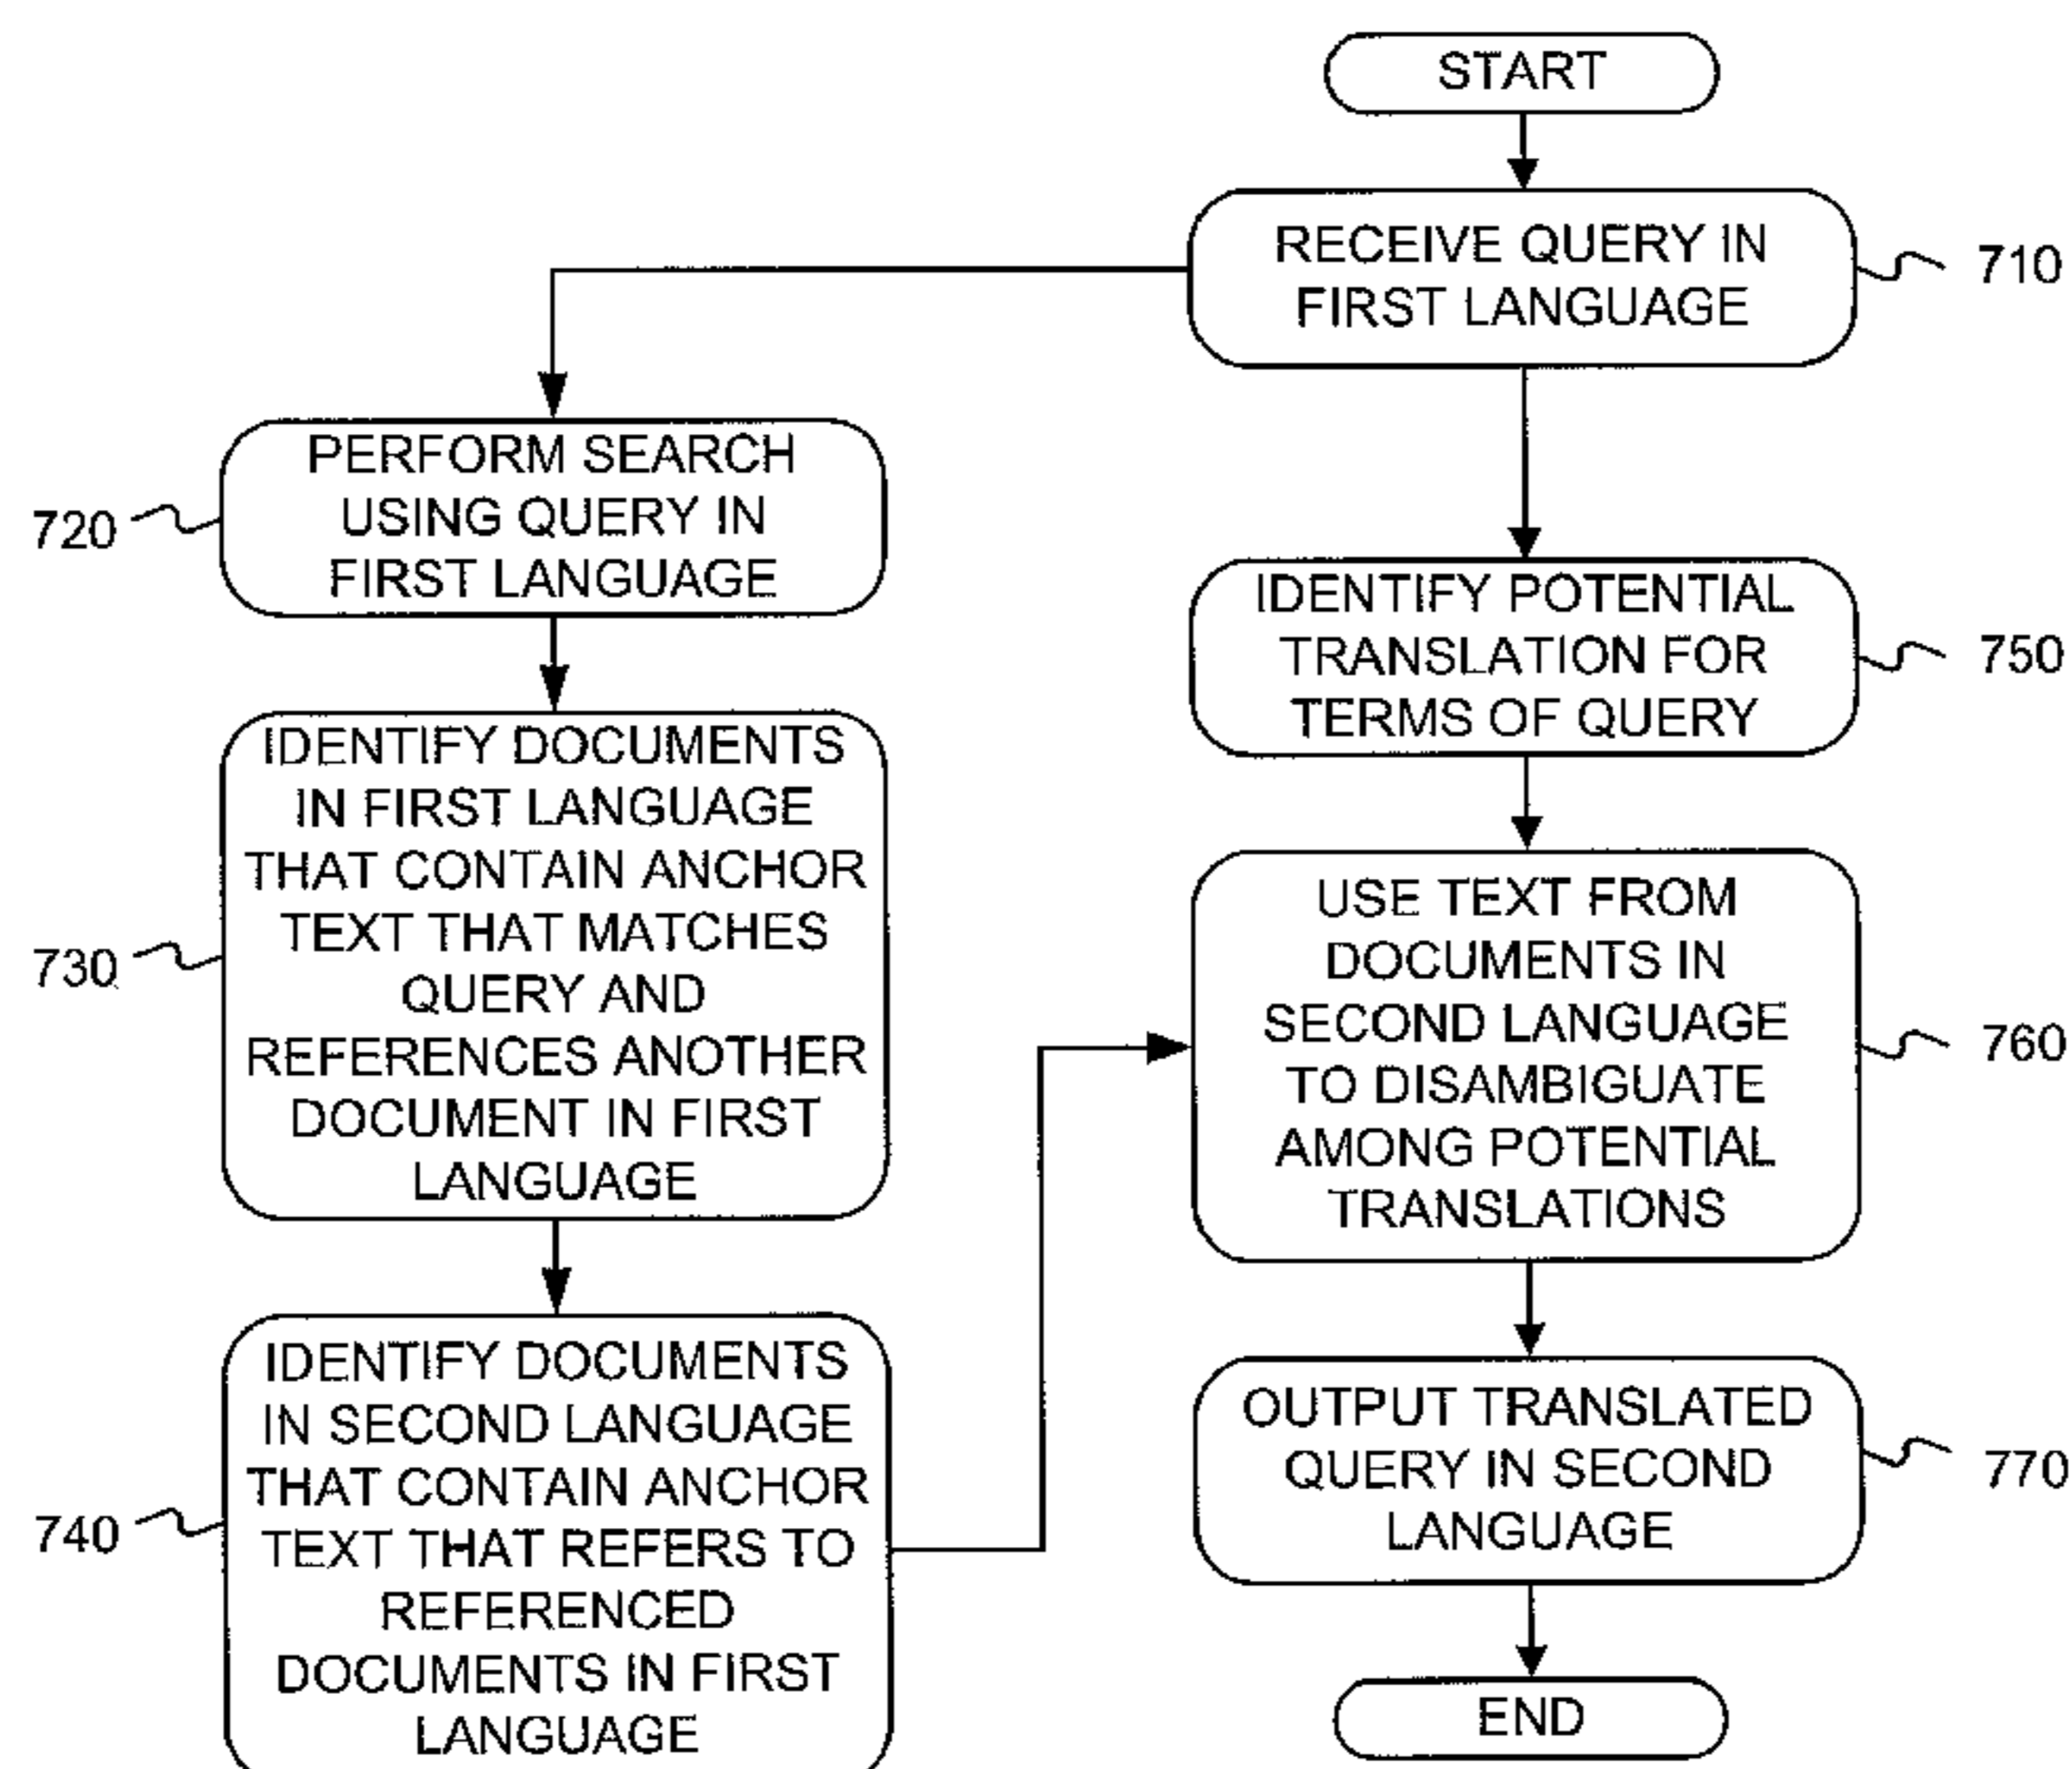 START
RECEIVE QUERY IN
FIRST LANGUAGE
710
PERFORM SEARCH
USING QUERY IN
FIRST LANGUAGE
720
IDENTIFY DOCUMENTS
IN FIRST LANGUAGE
THAT CONTAIN ANCHOR
TEXT THAT MATCHES
QUERY AND
REFERENCES ANOTHER
DOCUMENT IN FIRST
LANGUAGE
730
IDENTIFY DOCUMENTS
IN SECOND LANGUAGE
THAT CONTAIN ANCHOR
TEXT THAT REFERS TO
REFERENCED
DOCUMENTS IN FIRST
LANGUAGE
740
IDENTIFY POTENTIAL
TRANSLATION FOR
TERMS OF QUERY
750
USE TEXT FROM
DOCUMENTS IN
SECOND LANGUAGE
TO DISAMBIGUATE
AMONG POTENTIAL
TRANSLATIONS
760
OUTPUT TRANSLATED
QUERY IN SECOND
LANGUAGE
770
END